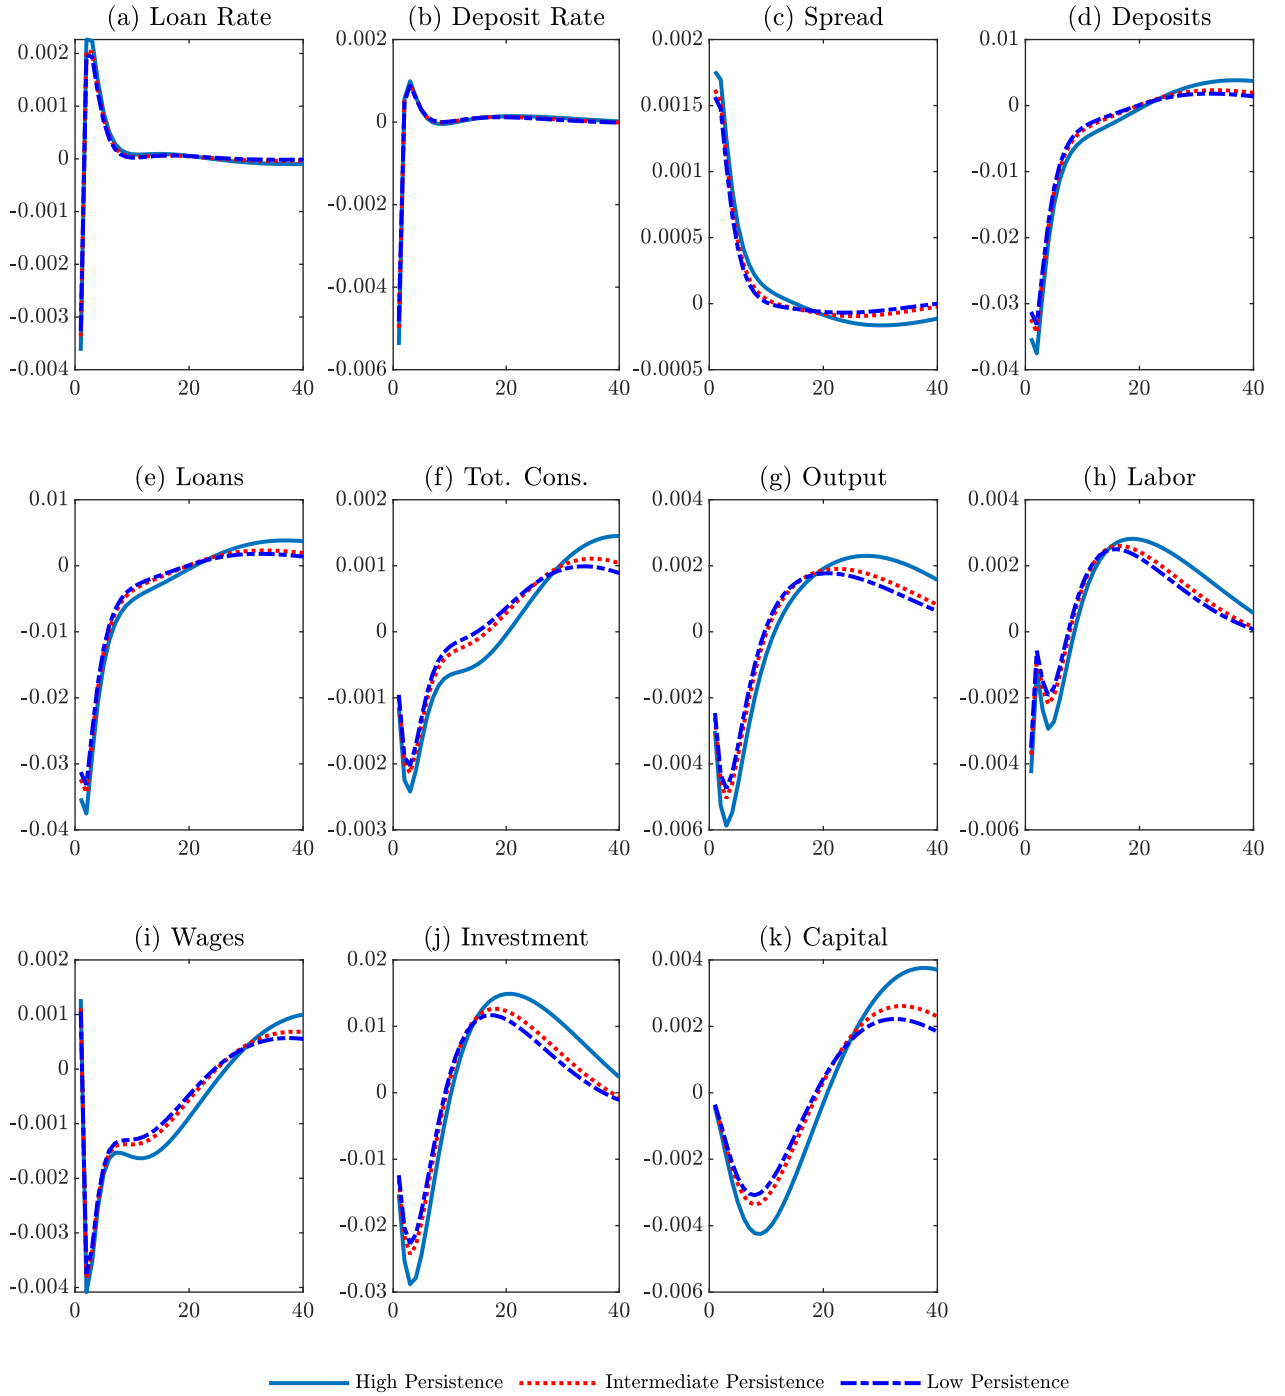 (a) Loan Rate
0.002
0.001
0
-0.001
-0.002
-0.003
-0.004
0 20 40
(b) Deposit Rate
0.002
0
-0.002
-0.004
-0.006
0 20 40
(c) Spread
0.002
0.0015
0.001
0.0005
0
-0.0005
0 20 40
(d) Deposits
0.01
0
-0.01
-0.02
-0.03
-0.04
0 20 40
(e) Loans
0.01
0
-0.01
-0.02
-0.03
-0.04
0 20 40
(f) Tot. Cons.
0.002
0.001
0
-0.001
-0.002
-0.003
0 20 40
(g) Output
0.004
0.002
0
-0.002
-0.004
-0.006
0 20 40
(h) Labor
0.004
0.002
0
-0.002
-0.004
-0.006
0 20 40
(i) Wages
0.002
0.001
0
-0.001
-0.002
-0.003
-0.004
0 20 40
(j) Investment
0.02
0.01
0
-0.01
-0.02
-0.03
0 20 40
(k) Capital
0.004
0.002
0
-0.002
-0.004
-0.006
0 20 40
High Persistence Intermediate Persistence Low Persistence